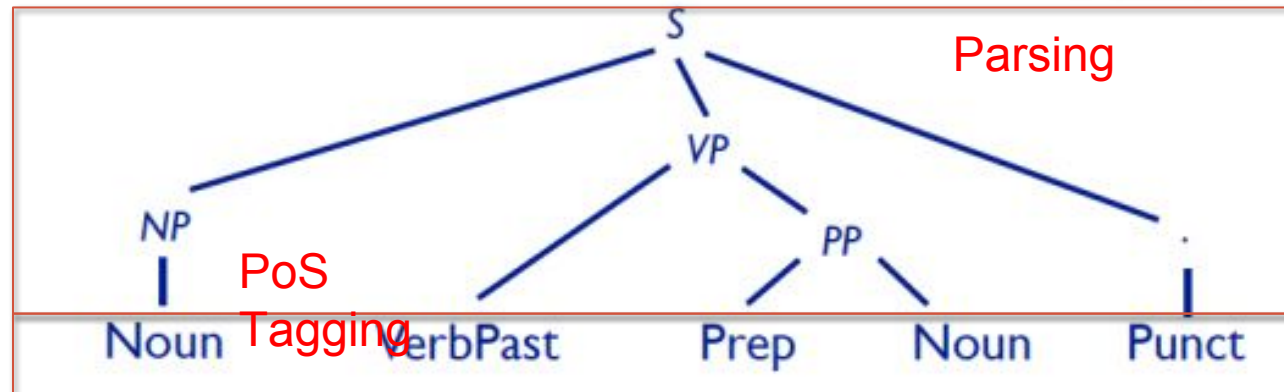 S
Parsing
VP
NP
PP
.
PoS
Tagging
Noun VerbPast Prep Noun Punct